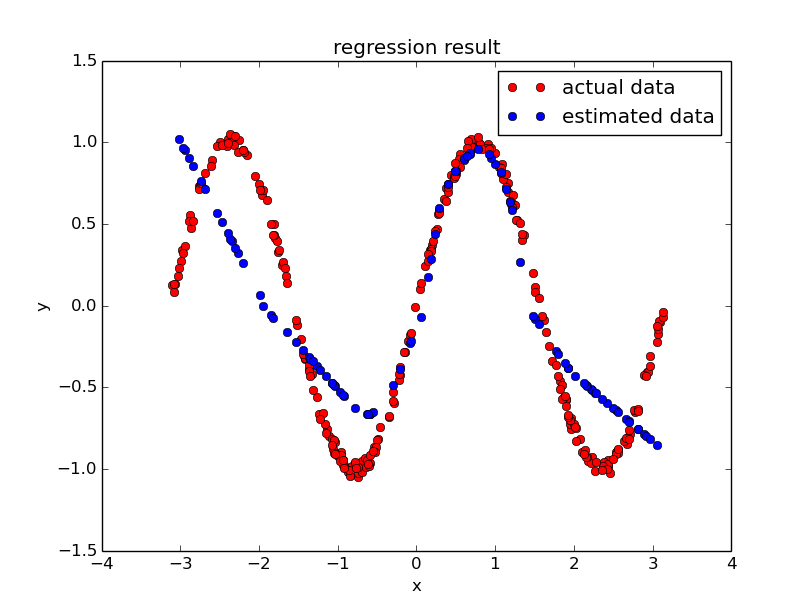 regression result
actual data
estimated data
1.5
1.0
0.5
0.0
−0.5
−1.0
−1.5
y
−4 −3 −2 −1 0 1 2 3 4
x